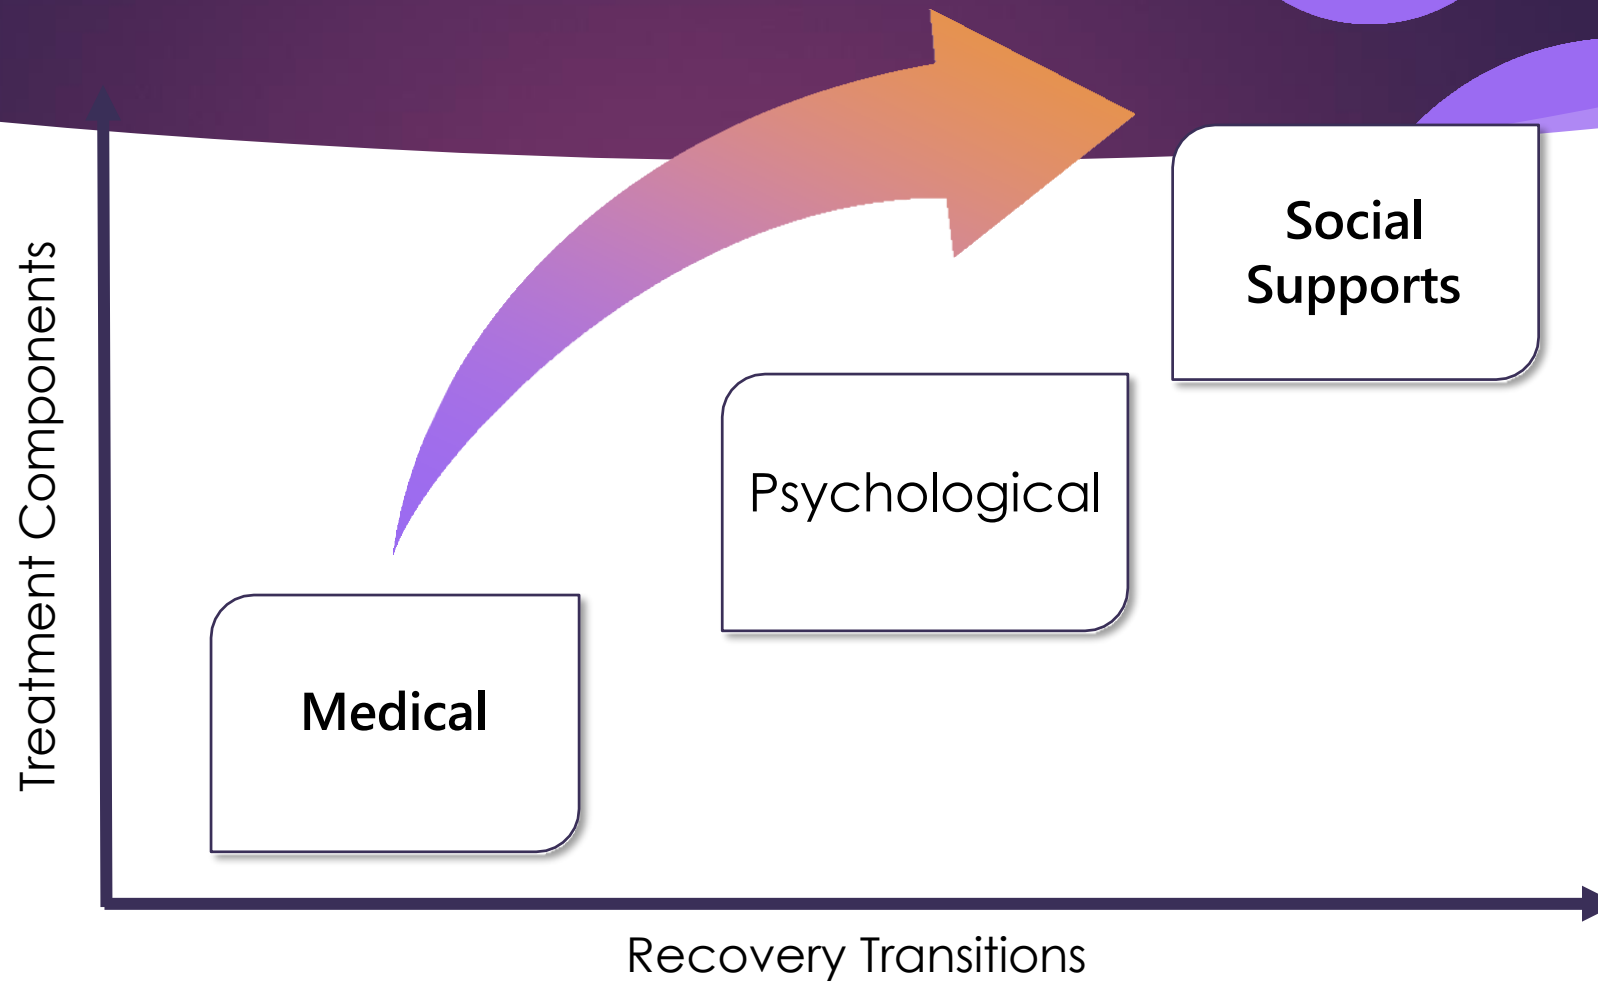 Treatment Components
Social
Supports
Psychological
Medical
Recovery Transitions